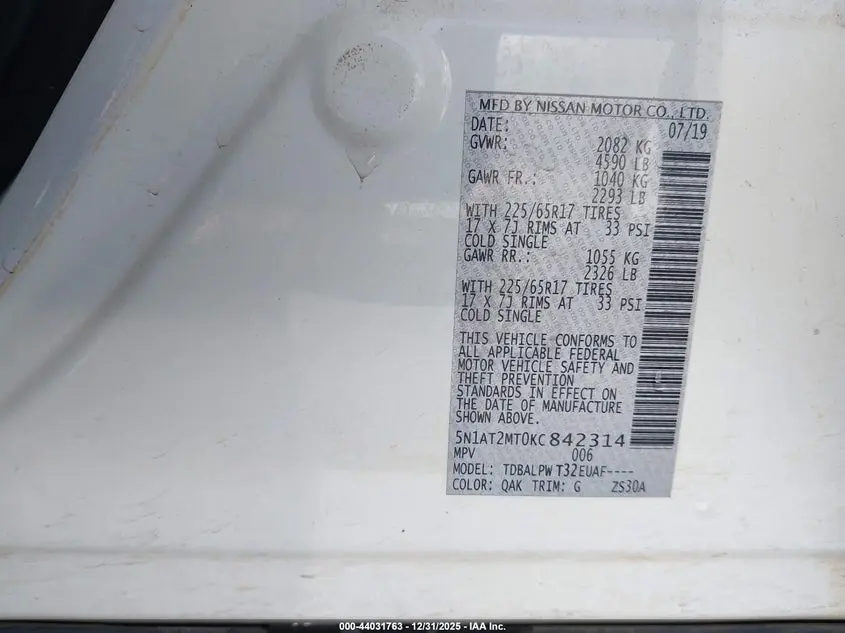 MFD BY NISSAN MOTOR CO., LTD.
DATE: 07/19
GVWR: 2082 KG
4590 LB
GAWR FR.: 1040 KG
2293 LB
WITH 225/65R17 TIRES
17 X 7J RIMS AT 33 PSI
COLD SINGLE
GAWR RR.: 1055 KG
2326 LB
WITH 225/65R17 TIRES
17 X 7J RIMS AT 33 PSI
COLD SINGLE
THIS VEHICLE CONFORMS TO
ALL APPLICABLE FEDERAL
MOTOR VEHICLE SAFETY AND
THEFT PREVENTION
STANDARDS IN EFFECT ON
THE DATE OF MANUFACTURE
SHOWN ABOVE.
5N1AT2MT0KC842314
MPV 006
MODEL: TDBALPW T32EUAF----
COLOR: QAK TRIM: G ZS30A
000-44031763 - 12/31/2025 - IAA Inc.